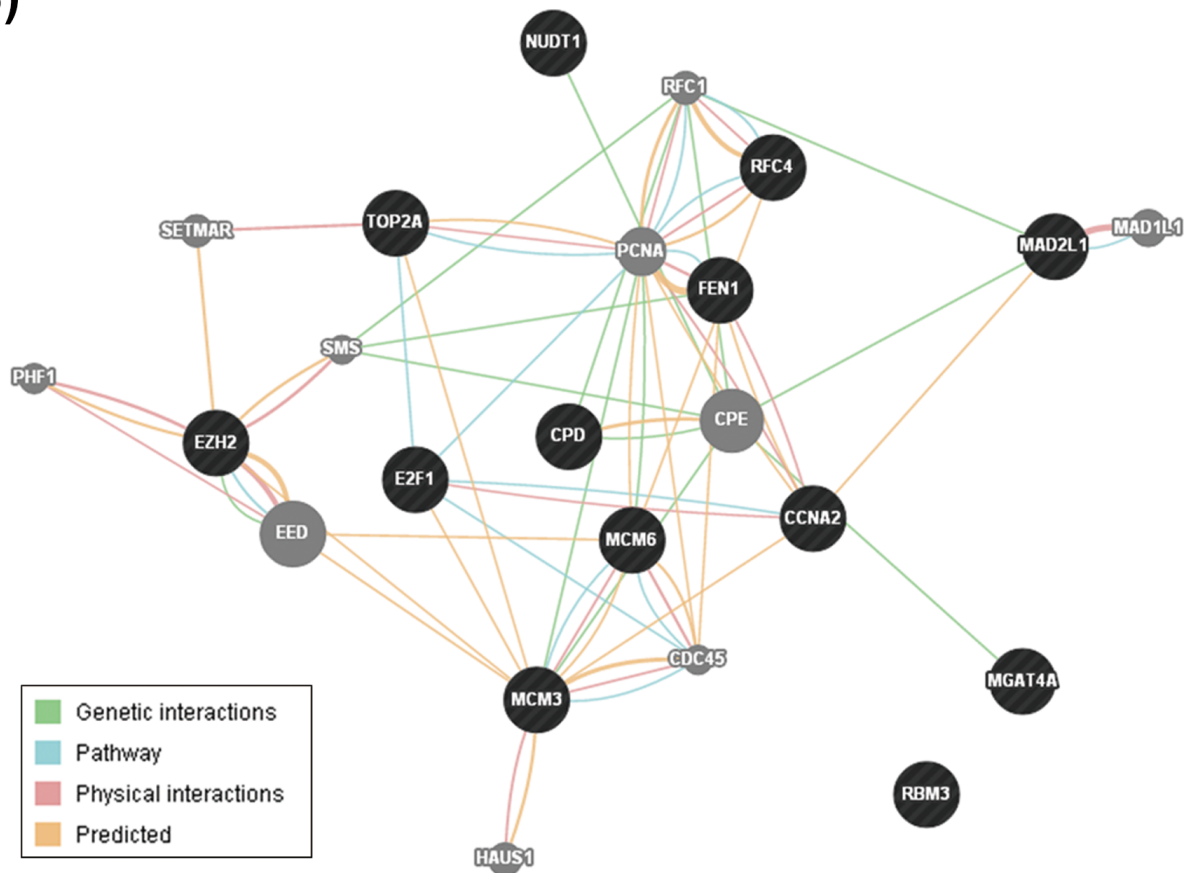 )
NUDT1
RFC1
RFC4
TOP2A
SETMAR
PCNA
MAD2L1
MAD1L1
FEN1
SMS
PHF1
CPE
CPD
EZH2
E2F1
CCNA2
EED
MCM6
CDC45
MGAT4A
MCM3
Genetic interactions
Pathway
Physical interactions
Predicted
RBM3
HAUS1